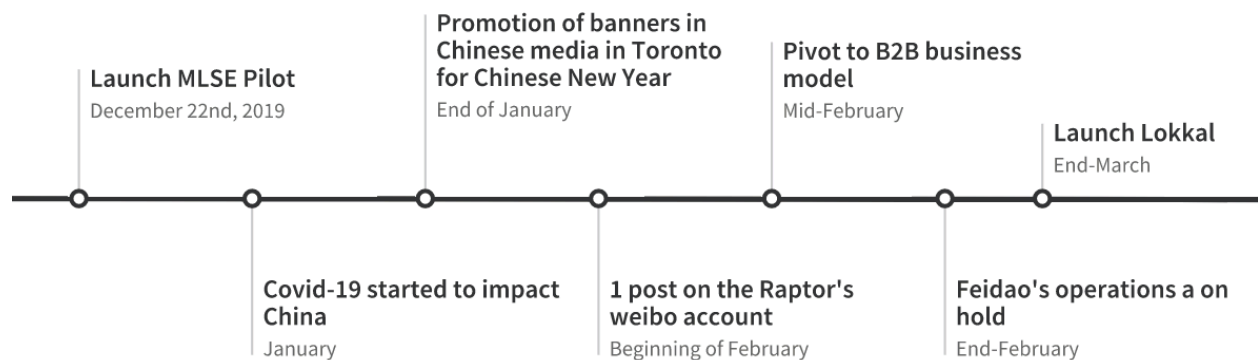 Launch MLSE Pilot
December 22nd, 2019
Covid-19 started to impact
China
January
Promotion of banners in
Chinese media in Toronto
for Chinese New Year
End of January
1 post on the Raptor's
weibo account
Beginning of February
Pivot to B2B business
model
Mid-February
Feidao's operations a on
hold
End-February
Launch Lokkal
End-March